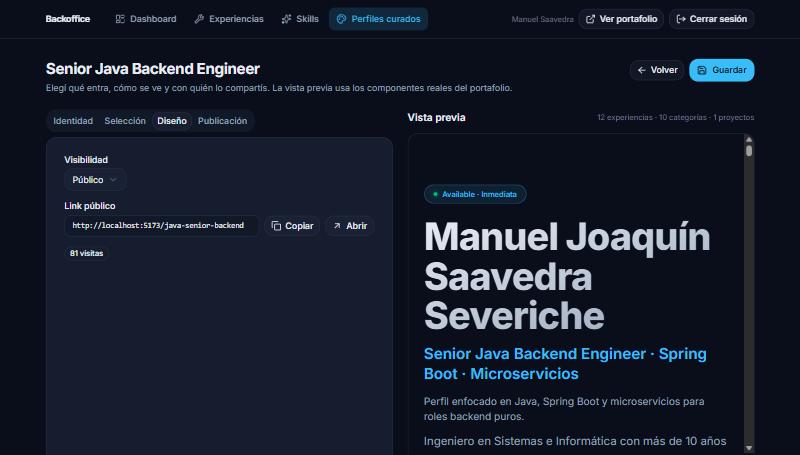 Backoffice
Dashboard
Experiencias
Skills
Perfiles curados
Manuel Saavedra
Ver portafolio
Cerrar sesión
Senior Java Backend Engineer
Elegí qué entra, cómo se ve y con quién lo compartís. La vista previa usa los componentes reales del portafolio.
Volver
Guardar
Identidad
Selección
Diseño
Publicación
Visibilidad
Público
Link público
http://localhost:5173/java-senior-backend
Copiar
Abrir
81 visitas
Vista previa
12 experiencias · 10 categorías · 1 proyectos
Available · Inmediata
Manuel Joaquín
Saavedra
Severiche
Senior Java Backend Engineer · Spring
Boot · Microservicios
Perfil enfocado en Java, Spring Boot y microservicios para
roles backend puros.
Ingeniero en Sistemas e Informática con más de 10 años